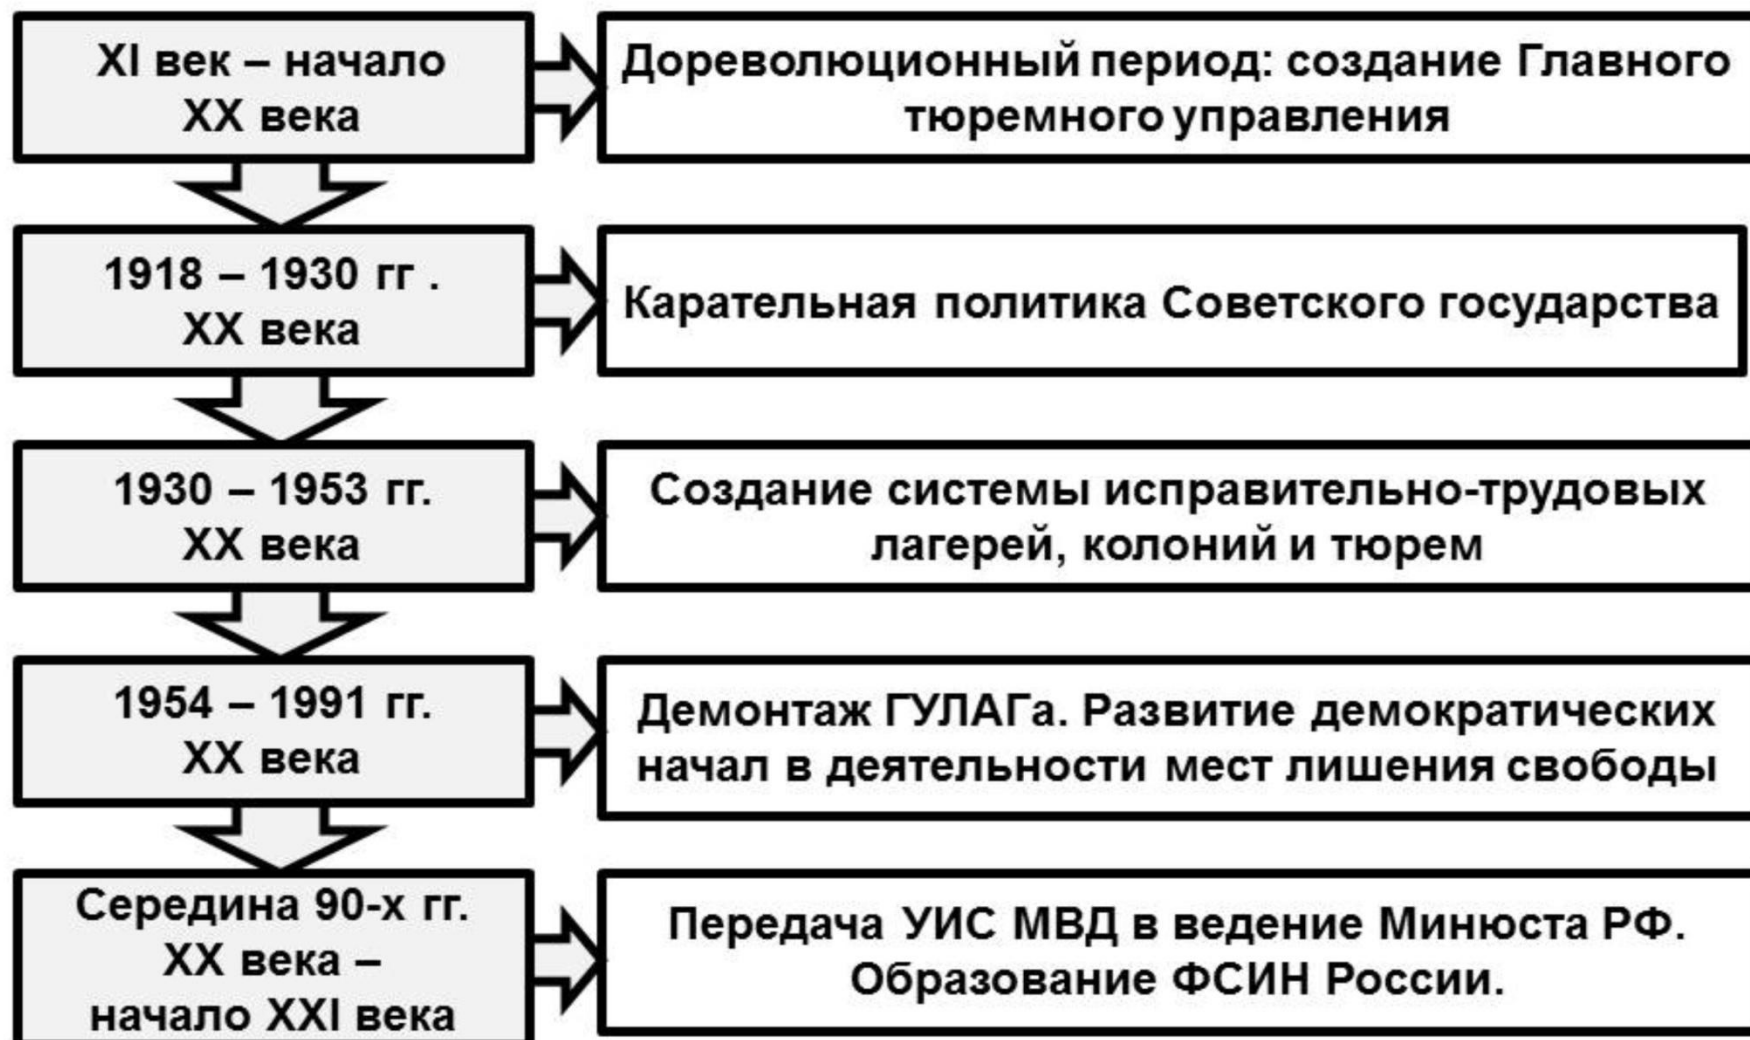 XI век – начало
XX века
Дореволюционный период: создание Главного
тюремного управления
1918 – 1930 гг .
XX века
Карательная политика Советского государства
1930 – 1953 гг.
XX века
Создание системы исправительно-трудовых
лагерей, колоний и тюрем
1954 – 1991 гг.
XX века
Демонтаж ГУЛАГа. Развитие демократических
начал в деятельности мест лишения свободы
Середина 90-х гг.
XX века –
начало XXI века
Передача УИС МВД в ведение Минюста РФ.
Образование ФСИН России.